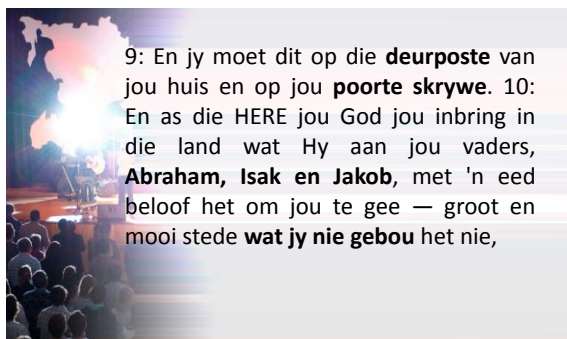 9: En jy moet dit op die deurposte van
jou huis en op jou poorte skrywe. 10:
En as die HERE jou God jou inbring in
die land wat Hy aan jou vaders,
Abraham, Isak en Jakob, met 'n eed
beloof het om jou te gee — groot en
mooi stede wat jy nie gebou het nie,